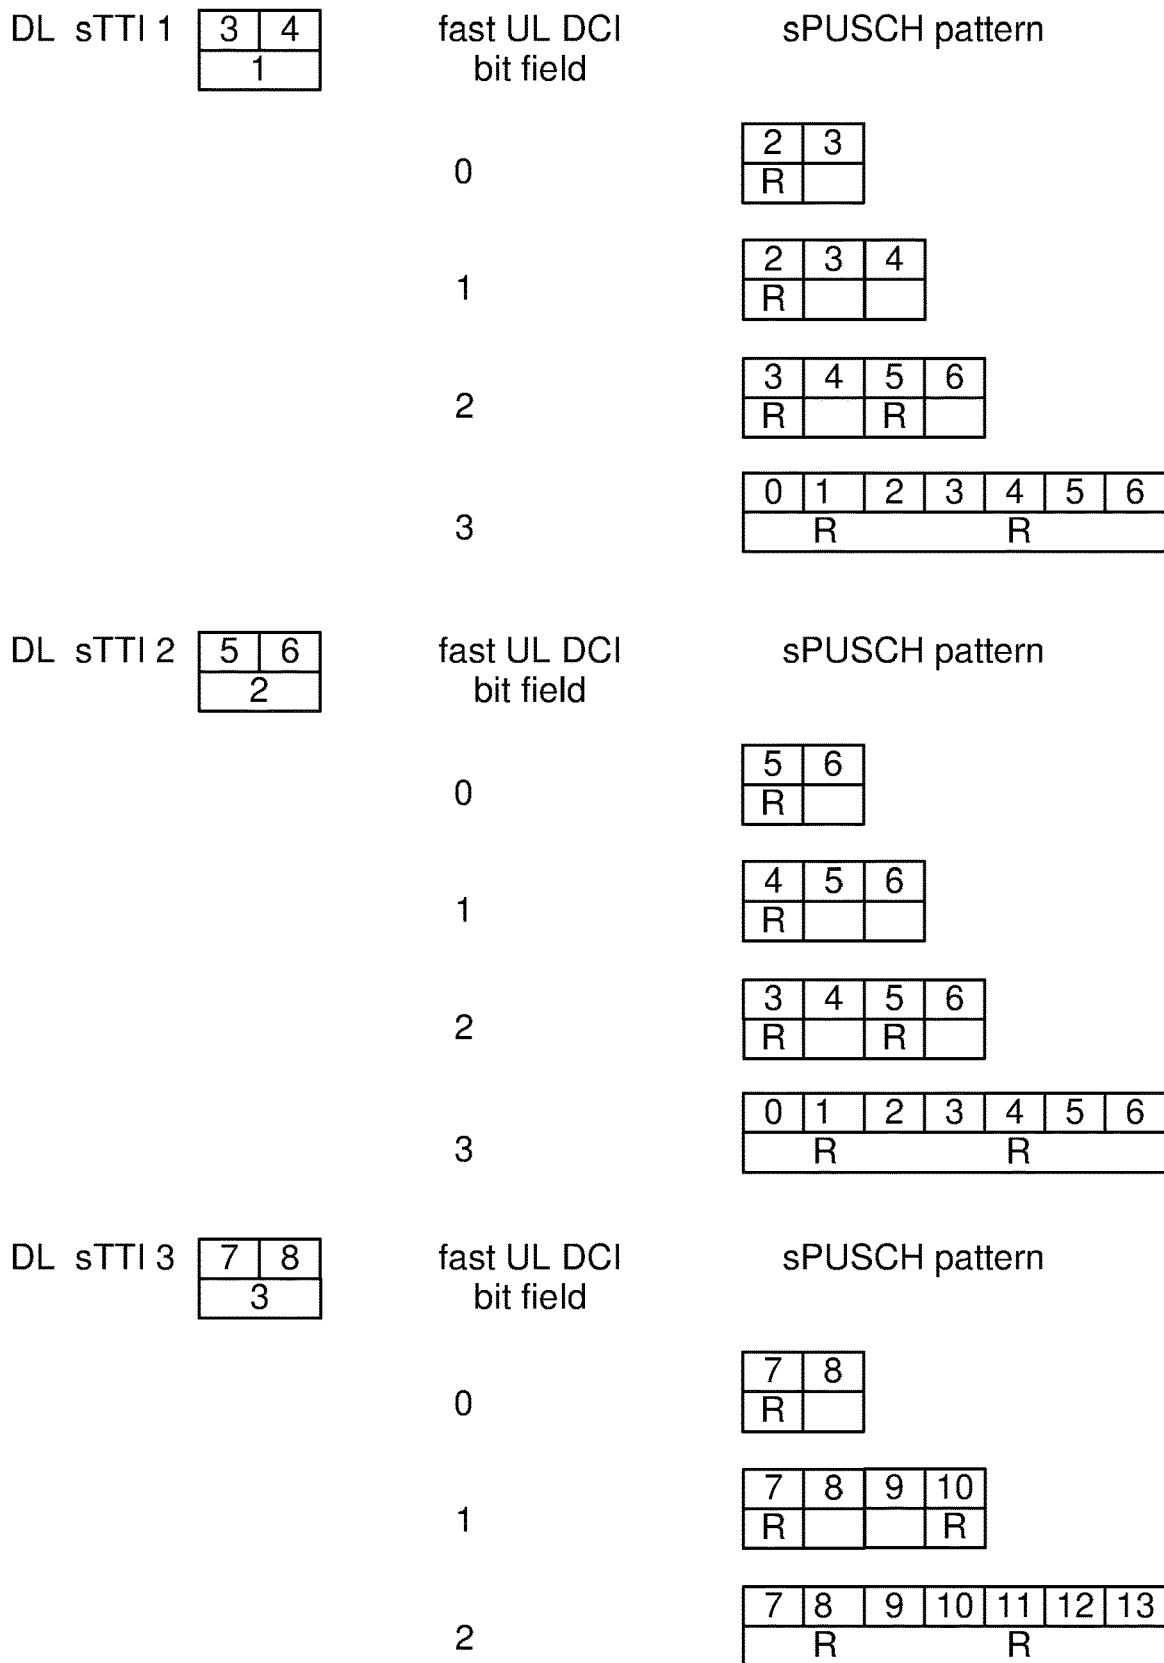 DL sTTI 1 3 4 fast UL DCI sPUSCH pattern
1 bit field
2 3
0 R
2 3 4
1 R
3 4 5 6
2 R R
0 1 2 3 4 5 6
3 R R
DL sTTI 2 5 6 fast UL DCI sPUSCH pattern
2 bit field
5 6
0 R
4 5 6
1 R
3 4 5 6
2 R R
0 1 2 3 4 5 6
3 R R
DL sTTI 3 7 8 fast UL DCI sPUSCH pattern
3 bit field
7 8
0 R
7 8 9 10
1 R R
7 8 9 10 11 12 13
2 R R